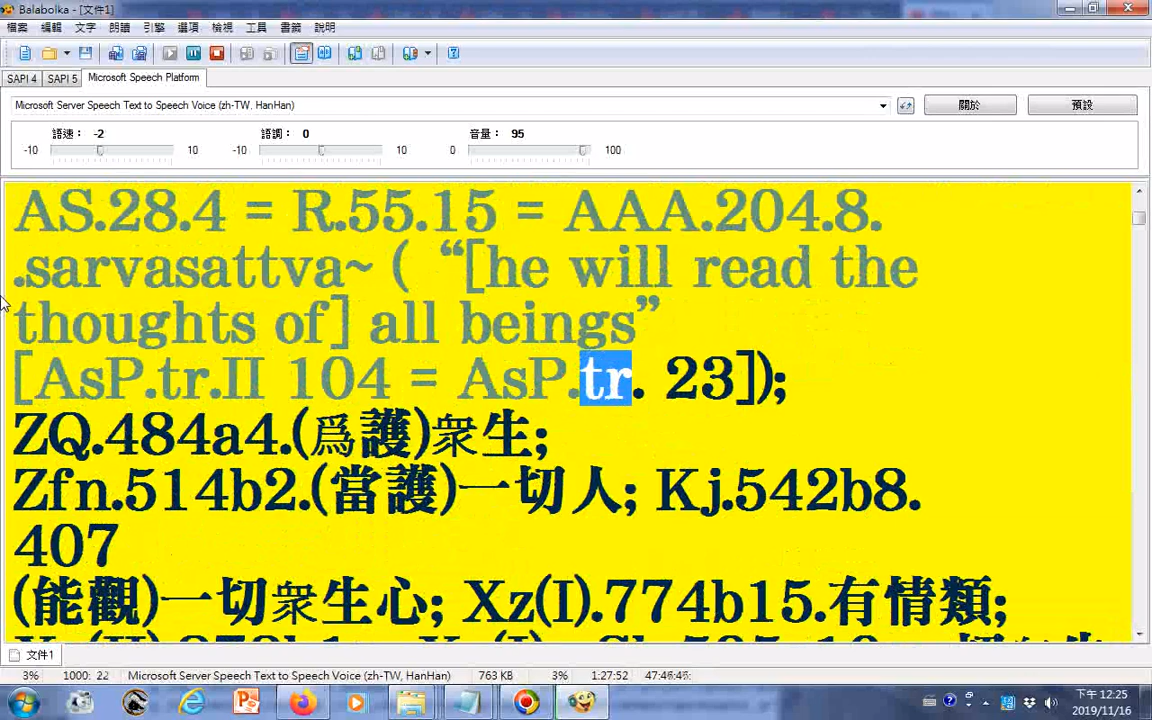 Balabolka - [文件1]
檔案 編輯 文字 朗讀 引擎 選項 檢視 工具 書籤 說明
SAPI 4 SAPI 5 Microsoft Speech Platform
Microsoft Server Speech Text to Speech Voice (zh-TW, HanHan) 關於 預設
語速： -2 語調： 0 音量： 95
-10 10 -10 10 0 100
AS.28.4 = R.55.15 = AAA.204.8.
.sarvasattva~ ( “[he will read the
thoughts of] all beings”
[AsP.tr.II 104 = AsP.tr. 23]);
ZQ.484a4.(爲護)衆生;
Zfn.514b2.(當護)一切人; Kj.542b8.
407
(能觀)一切衆生心; Xz(I).774b15.有情類;
文件1
3% 1000: 22 Microsoft Server Speech Text to Speech Voice (zh-TW, HanHan) 763 KB 3% 1:27:52 47:46:46:
下午 12:25
2019/11/16